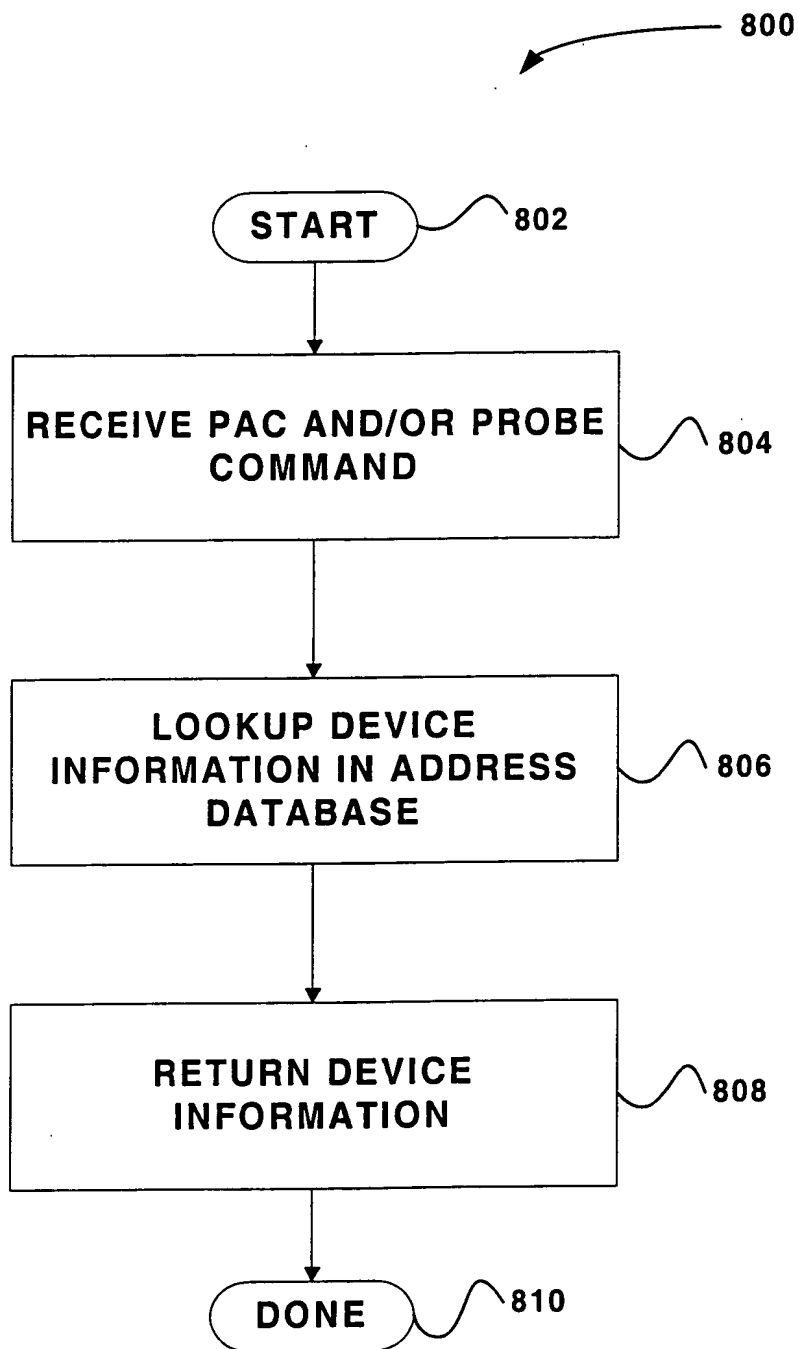 800
START
802
RECEIVE PAC AND/OR PROBE
COMMAND
804
LOOKUP DEVICE
INFORMATION IN ADDRESS
DATABASE
806
RETURN DEVICE
INFORMATION
808
DONE
810